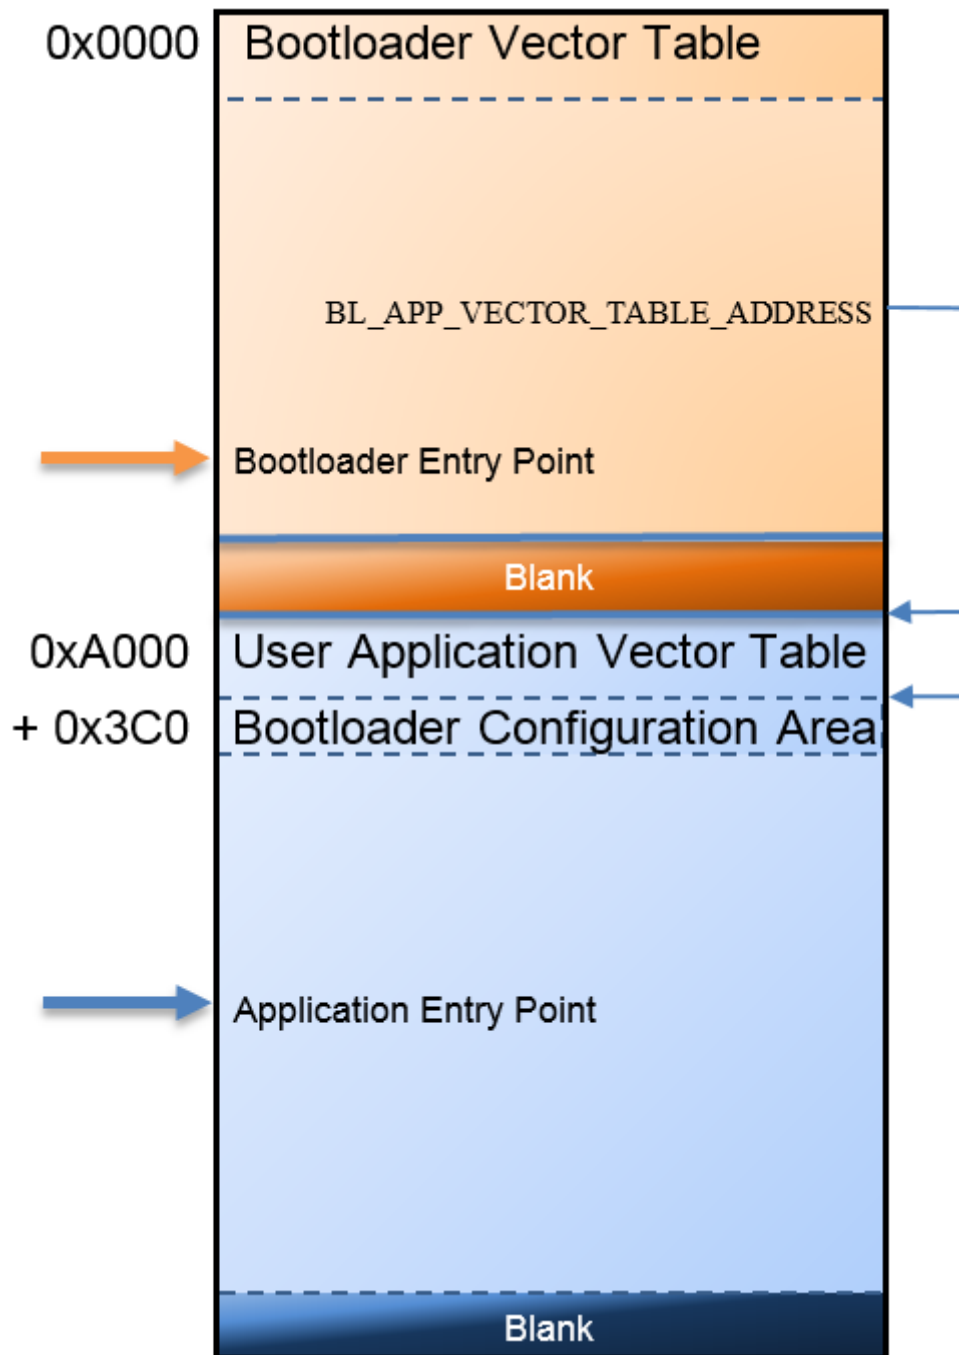 0x0000 Bootloader Vector Table
BL_APP_VECTOR_TABLE_ADDRESS
Bootloader Entry Point
Blank
0xA000 User Application Vector Table
+ 0x3C0 Bootloader Configuration Area
Application Entry Point
Blank